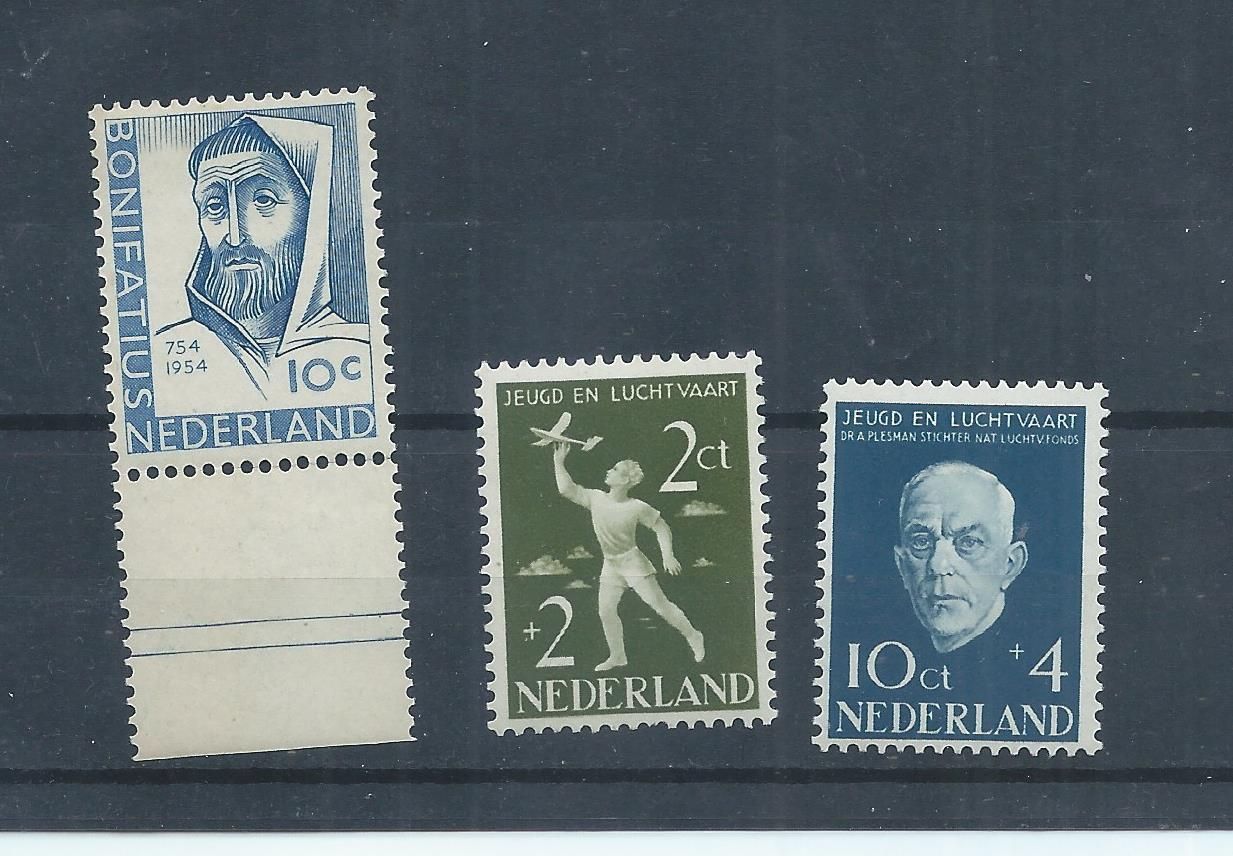 BONIFATIUS
754
1954
10c
NEDERLAND
JEUGD EN LUCHTVAART
2ct
+2
NEDERLAND
JEUGD EN LUCHTVAART
DR A PLESMAN STICHTER NAT. LUCHTV. FONDS
10ct +4
NEDERLAND